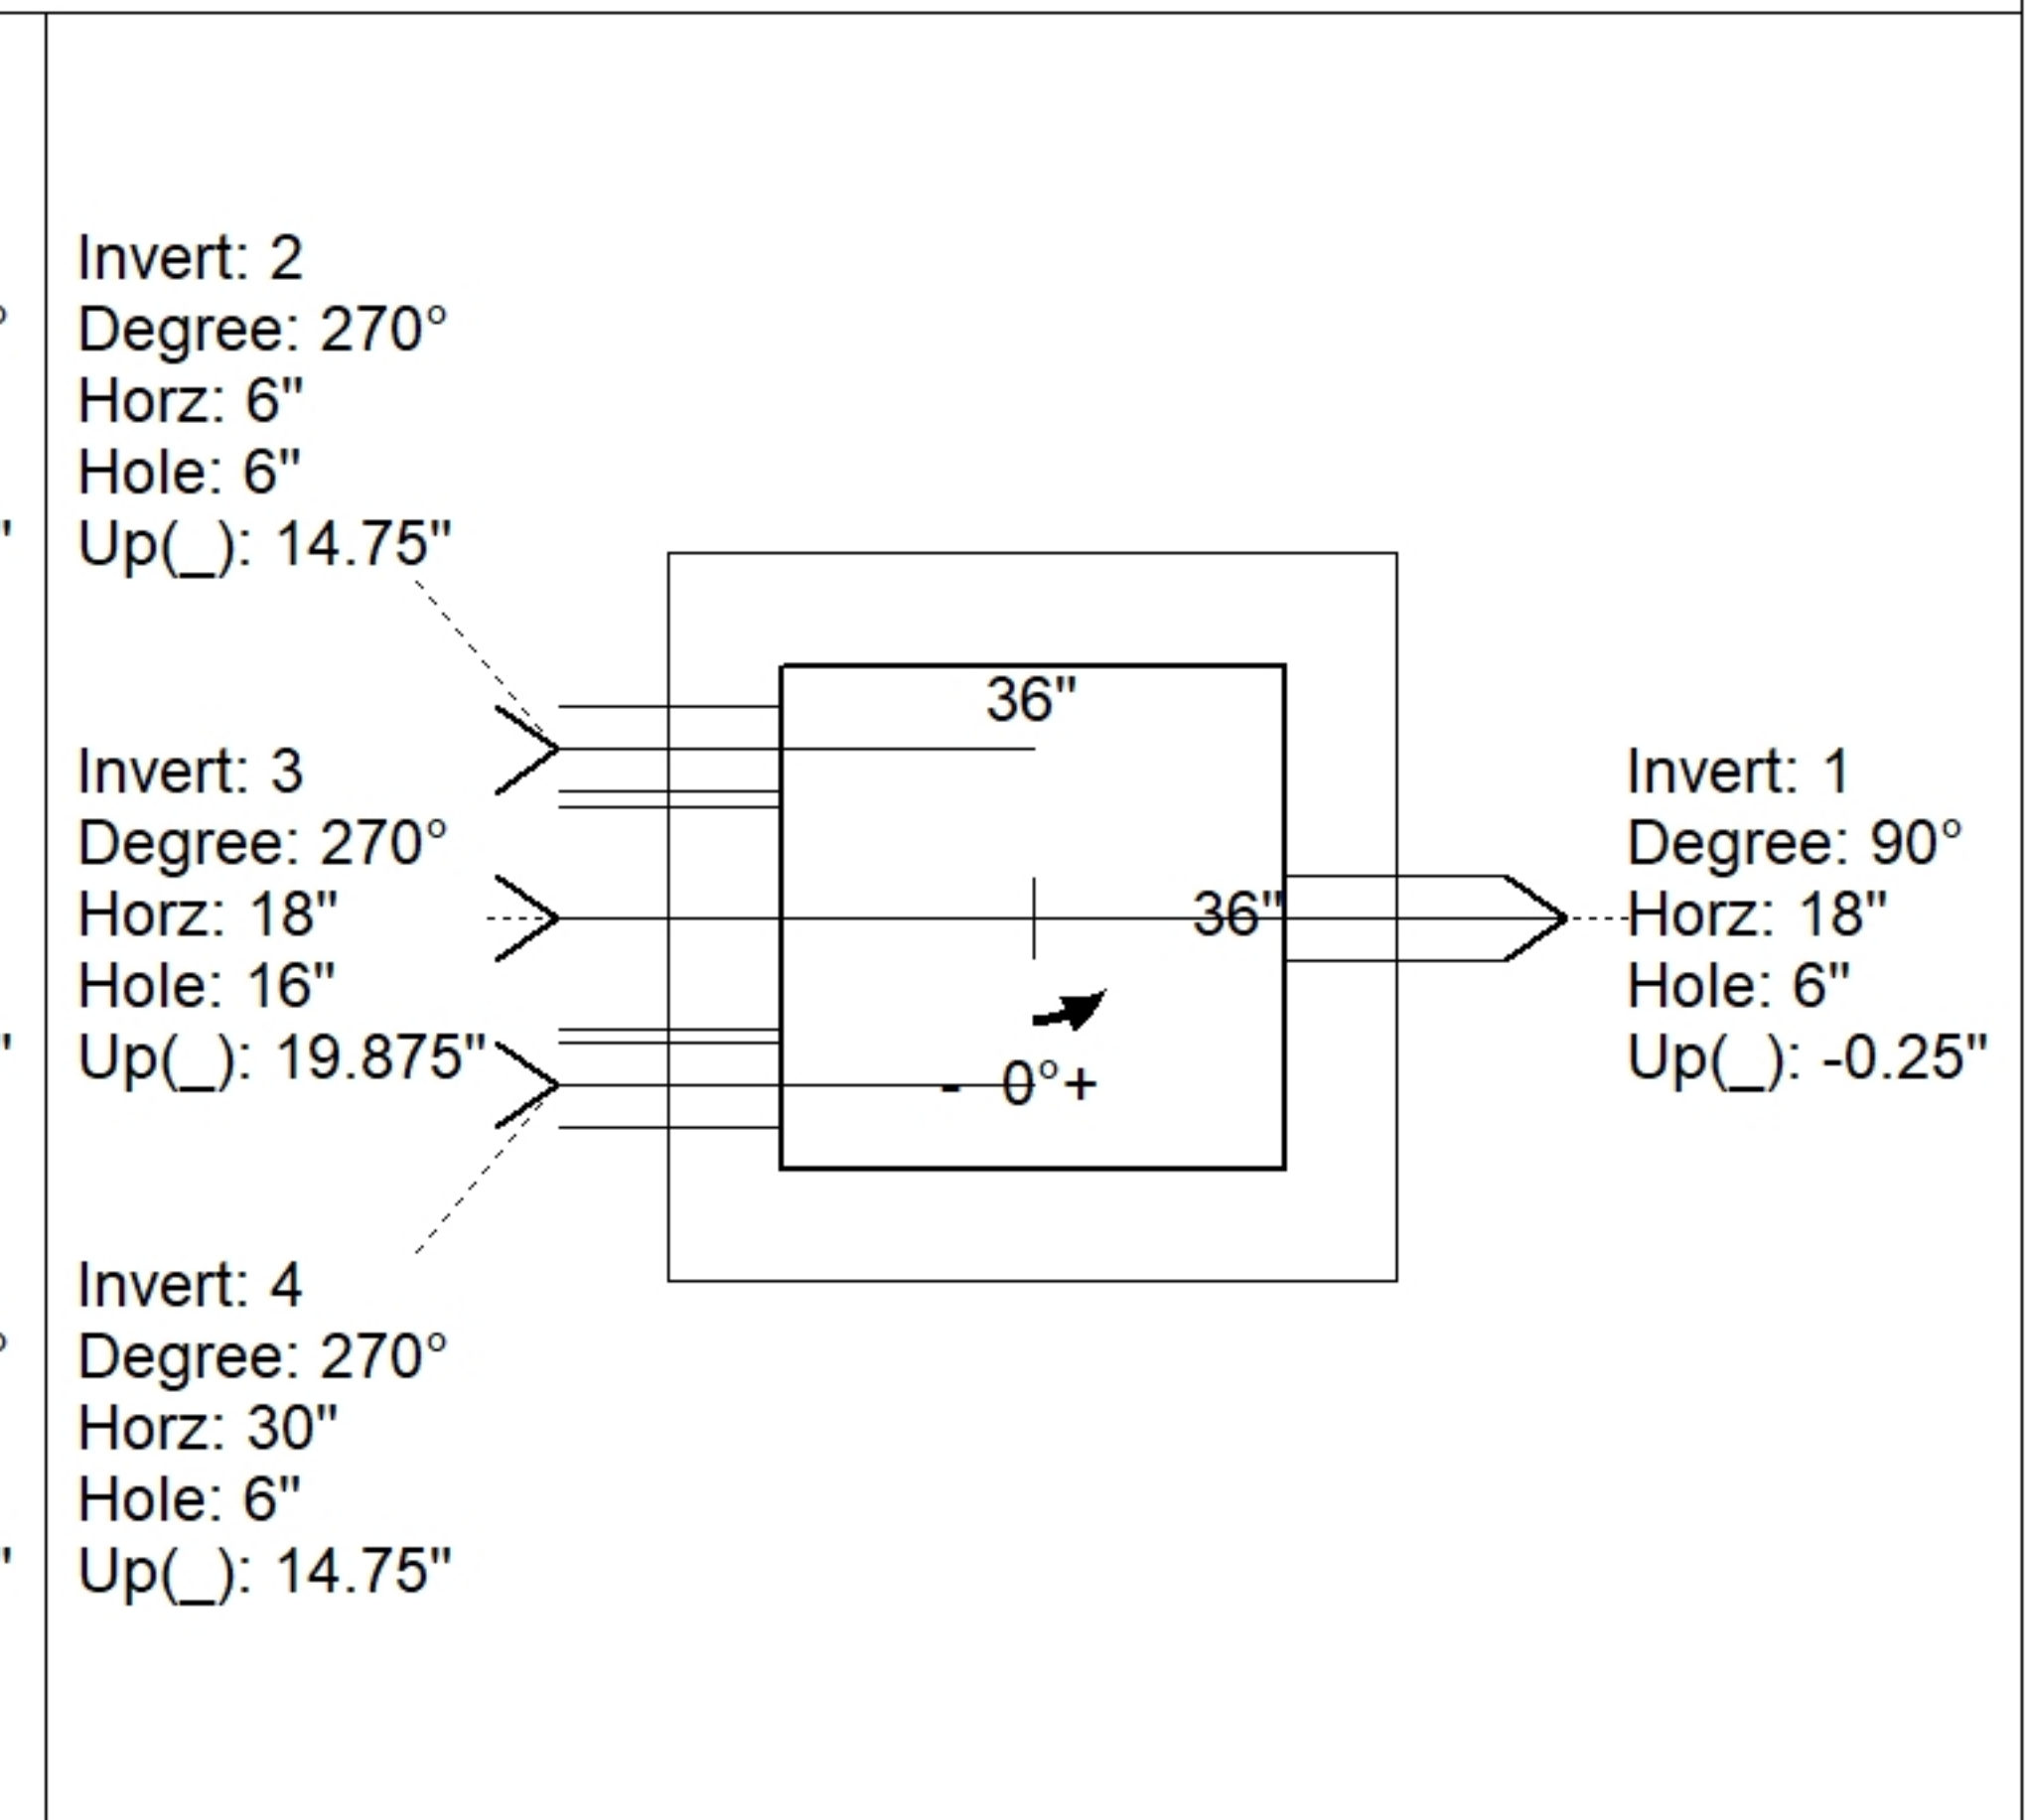 Invert: 2
Degree: 270°
Horz: 6"
Hole: 6"
Up(_): 14.75"
Invert: 3
Degree: 270°
Horz: 18"
Hole: 16"
Up(_): 19.875"
Invert: 4
Degree: 270°
Horz: 30"
Hole: 6"
Up(_): 14.75"
36"
36"
- 0°+
Invert: 1
Degree: 90°
Horz: 18"
Hole: 6"
Up(_): -0.25"